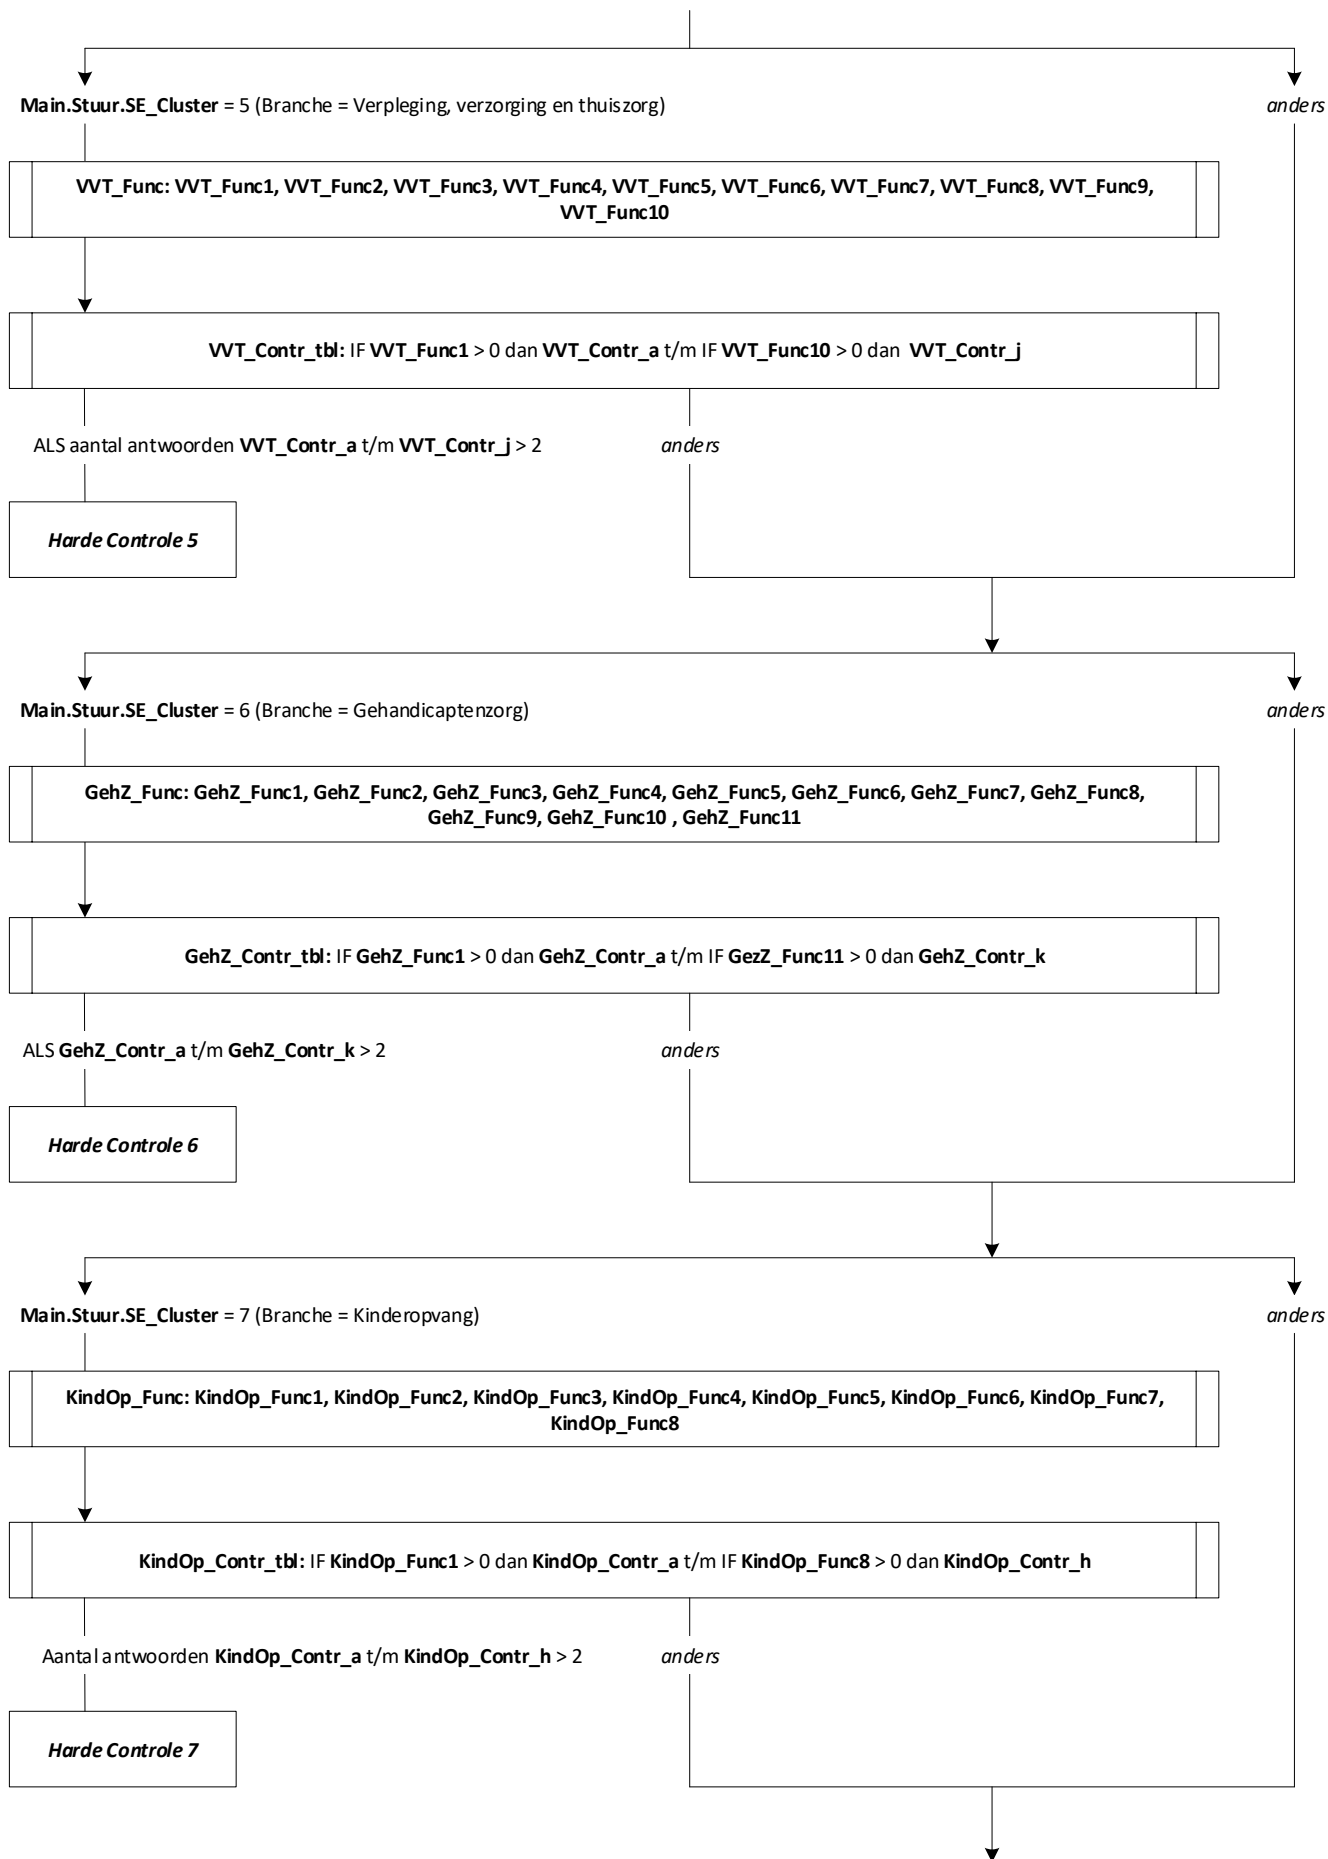 Main.Stuur.SE_Cluster = 5 (Branche = Verpleging, verzorging en thuiszorg)
anders
VVT_Func: VVT_Func1, VVT_Func2, VVT_Func3, VVT_Func4, VVT_Func5, VVT_Func6, VVT_Func7, VVT_Func8, VVT_Func9,
VVT_Func10
VVT_Contr_tbl: IF VVT_Func1 > 0 dan VVT_Contr_a t/m IF VVT_Func10 > 0 dan VVT_Contr_j
ALS aantal antwoorden VVT_Contr_a t/m VVT_Contr_j > 2
anders
Harde Controle 5
Main.Stuur.SE_Cluster = 6 (Branche = Gehandicaptenzorg)
anders
GehZ_Func: GehZ_Func1, GehZ_Func2, GehZ_Func3, GehZ_Func4, GehZ_Func5, GehZ_Func6, GehZ_Func7, GehZ_Func8,
GehZ_Func9, GehZ_Func10 , GehZ_Func11
GehZ_Contr_tbl: IF GehZ_Func1 > 0 dan GehZ_Contr_a t/m IF GezZ_Func11 > 0 dan GehZ_Contr_k
ALS GehZ_Contr_a t/m GehZ_Contr_k > 2
anders
Harde Controle 6
Main.Stuur.SE_Cluster = 7 (Branche = Kinderopvang)
anders
KindOp_Func: KindOp_Func1, KindOp_Func2, KindOp_Func3, KindOp_Func4, KindOp_Func5, KindOp_Func6, KindOp_Func7,
KindOp_Func8
KindOp_Contr_tbl: IF KindOp_Func1 > 0 dan KindOp_Contr_a t/m IF KindOp_Func8 > 0 dan KindOp_Contr_h
Aantal antwoorden KindOp_Contr_a t/m KindOp_Contr_h > 2
anders
Harde Controle 7